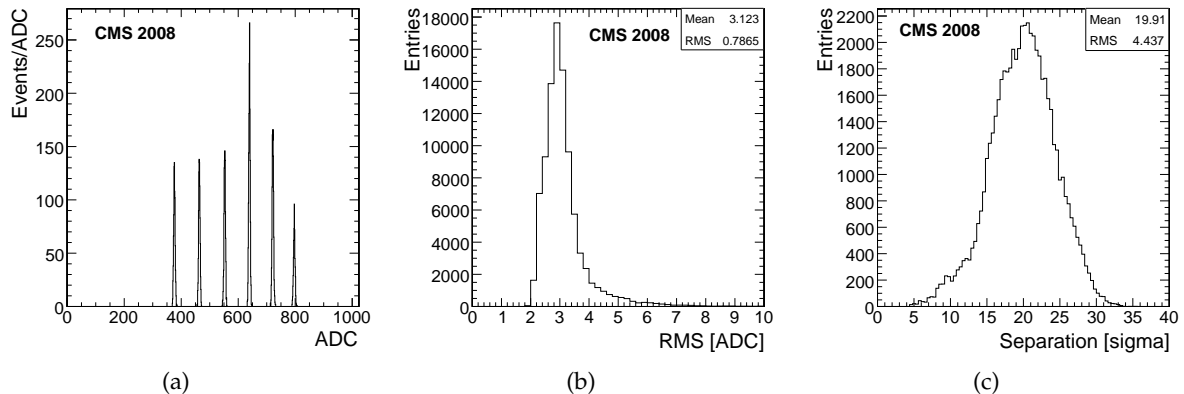 Events/ADC
250
200
150
100
50
0
CMS 2008
0 200 400 600 800 1000
ADC
(a)
Entries
18000
16000
14000
12000
10000
8000
6000
4000
2000
0
CMS 2008
Mean 3.123
RMS 0.7865
0 1 2 3 4 5 6 7 8 9 10
RMS [ADC]
(b)
Entries
2200
2000
1800
1600
1400
1200
1000
800
600
400
200
0
CMS 2008
Mean 19.91
RMS 4.437
0 5 10 15 20 25 30 35 40
Separation [sigma]
(c)